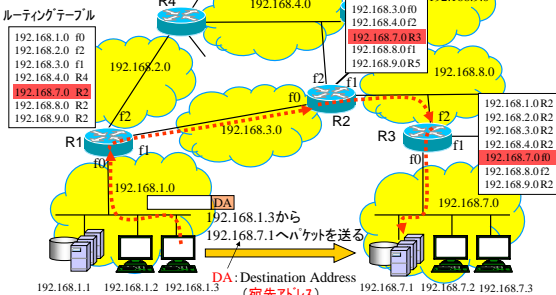 ルーティングテーブル
192.168.1.0 f0
192.168.2.0 f2
192.168.3.0 f1
192.168.4.0 R4
192.168.7.0 R2
192.168.8.0 R2
192.168.9.0 R2
R4
192.168.4.0
192.168.3.0 f0
192.168.4.0 f2
192.168.7.0 R3
192.168.8.0 f1
192.168.9.0 R5
192.168.2.0
192.168.8.0
f2
f1
f0
R2
192.168.3.0
f2
R1
f1
f0
f2
R3
f1
f0
192.168.1.0 R2
192.168.2.0 R2
192.168.3.0 R2
192.168.4.0 R2
192.168.7.0 f0
192.168.8.0 f2
192.168.9.0 R2
192.168.1.0
DA
192.168.7.0
192.168.1.3から
192.168.7.1へパケットを送る
192.168.1.1 192.168.1.2 192.168.1.3
DA:Destination Address
(宛先アドレス)
192.168.7.1 192.168.7.2 192.168.7.3